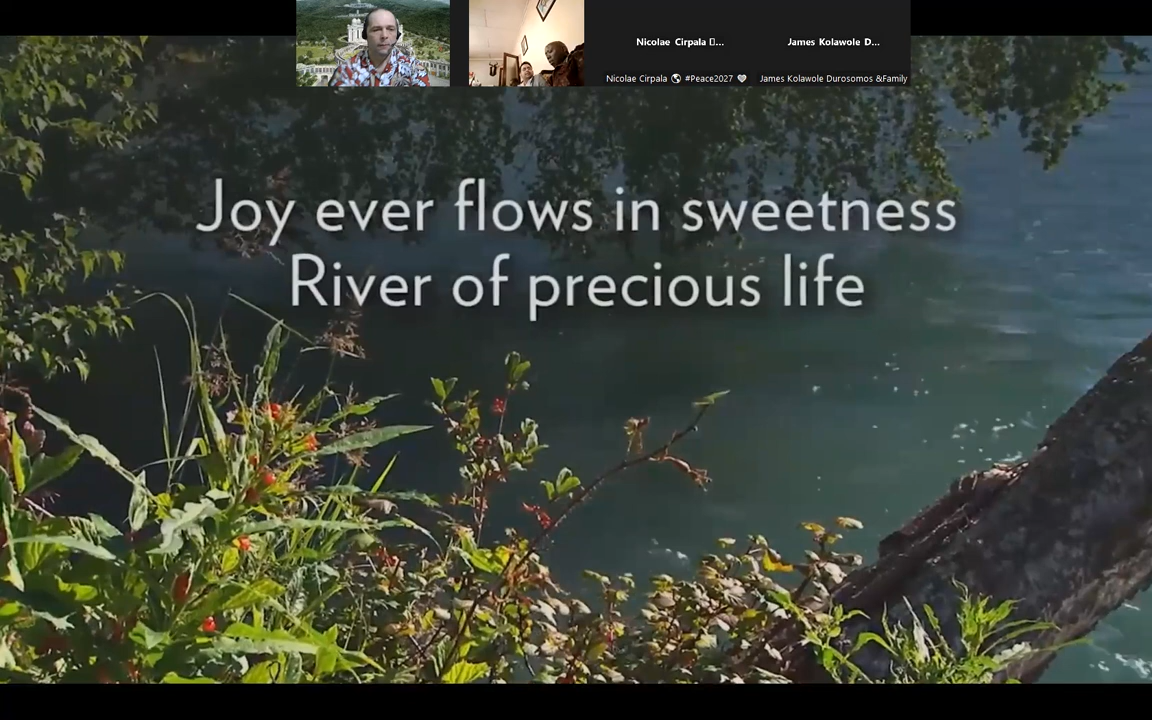 Nicolae Cirpala ▯...
James Kolawole D...
Nicolae Cirpala 🌎 #Peace2027 🤍
James Kolawole Durosomos &Family
Joy ever flows in sweetness
River of precious life